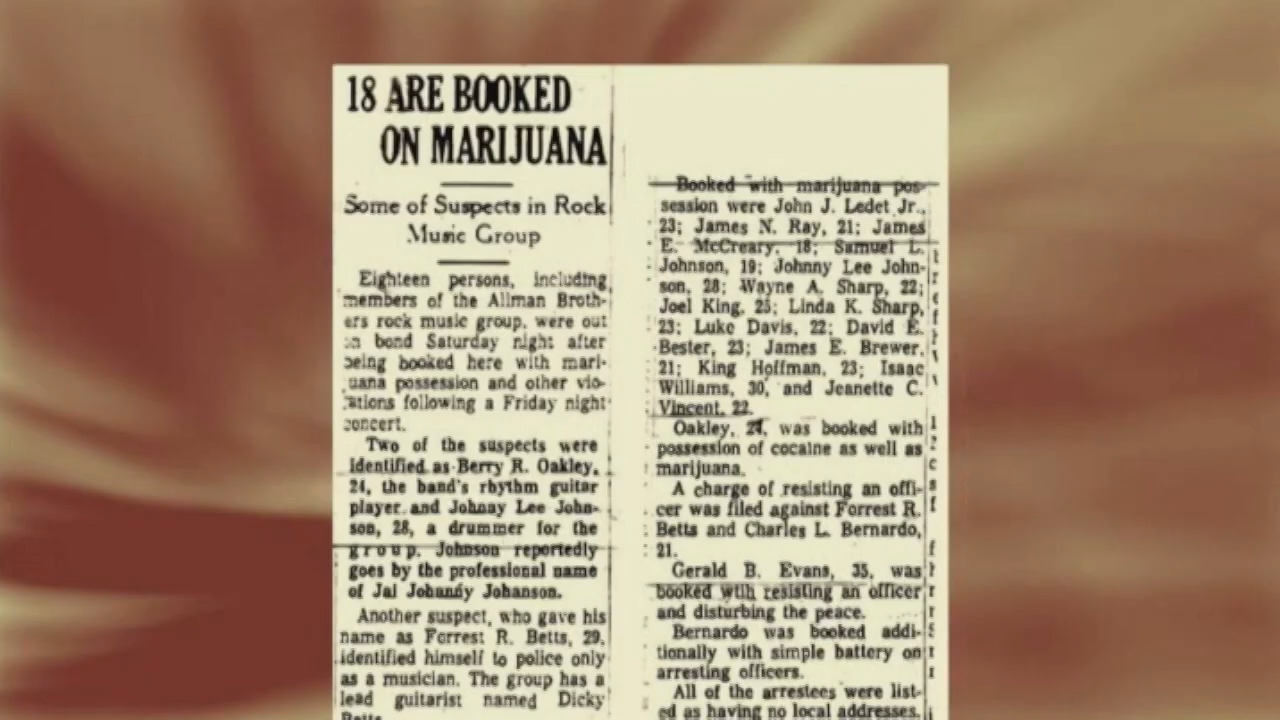 18 ARE BOOKED
ON MARIJUANA
Some of Suspects in Rock
Music Group
Eighteen persons, including
members of the Allman Broth-
ers rock music group, were out
on bond Saturday night after
being booked here with mari-
juana possession and other vio-
lations following a Friday night
concert.
Two of the suspects were
identified as Berry R. Oakley,
24, the band's rhythm guitar
player and Johnny Lee John-
son, 28, a drummer for the
group. Johnson reportedly
goes by the professional name
of Jai Johandy Johanson.
Another suspect, who gave his
name as Forrest R. Betts, 29,
identified himself to police only
as a musician. The group has a
lead guitarist named Dicky
Betts.
Booked with marijuana pos-
session were John J. Ledet Jr.,
23; James N. Ray, 21; James
E. McCreary, 18; Samuel L.
Johnson, 19; Johnny Lee John-
son, 28; Wayne A. Sharp, 22;
Joel King, 25; Linda K. Sharp,
23; Luke Davis, 22; David E.
Bester, 23; James E. Brewer,
21; King Hoffman, 23; Isaac
Williams, 30, and Jeanette C.
Vincent, 22.
Oakley, 24, was booked with
possession of cocaine as well as
marijuana.
A charge of resisting an offi-
cer was filed against Forrest R.
Betts and Charles L. Bernardo,
21.
Gerald B. Evans, 35, was
booked wtih resisting an officer
and disturbing the peace.
Bernardo was booked addi-
tionally with simple battery on
arresting officers.
All of the arrestees were list-
ed as having no local addresses.